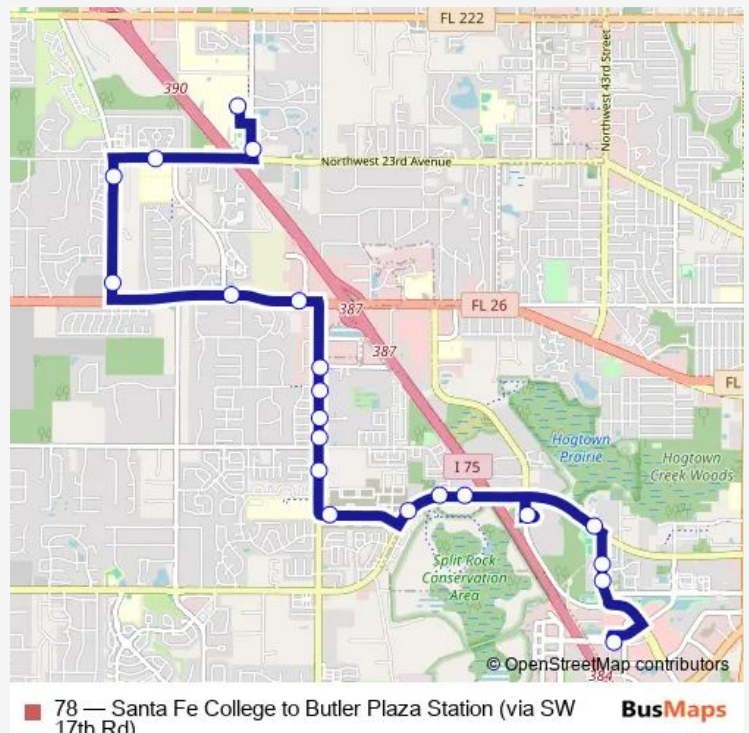 FL 222
390
Northwest 43rd Street
Northwest 23rd Avenue
387
FL 26
387
FL
Hogtown
Prairie
Hogtown
Creek Woods
I 75
Split Rock
Conservation
Area
© OpenStreetMap contributors
384
78 — Santa Fe College to Butler Plaza Station (via SW
17th Rd)
BusMaps